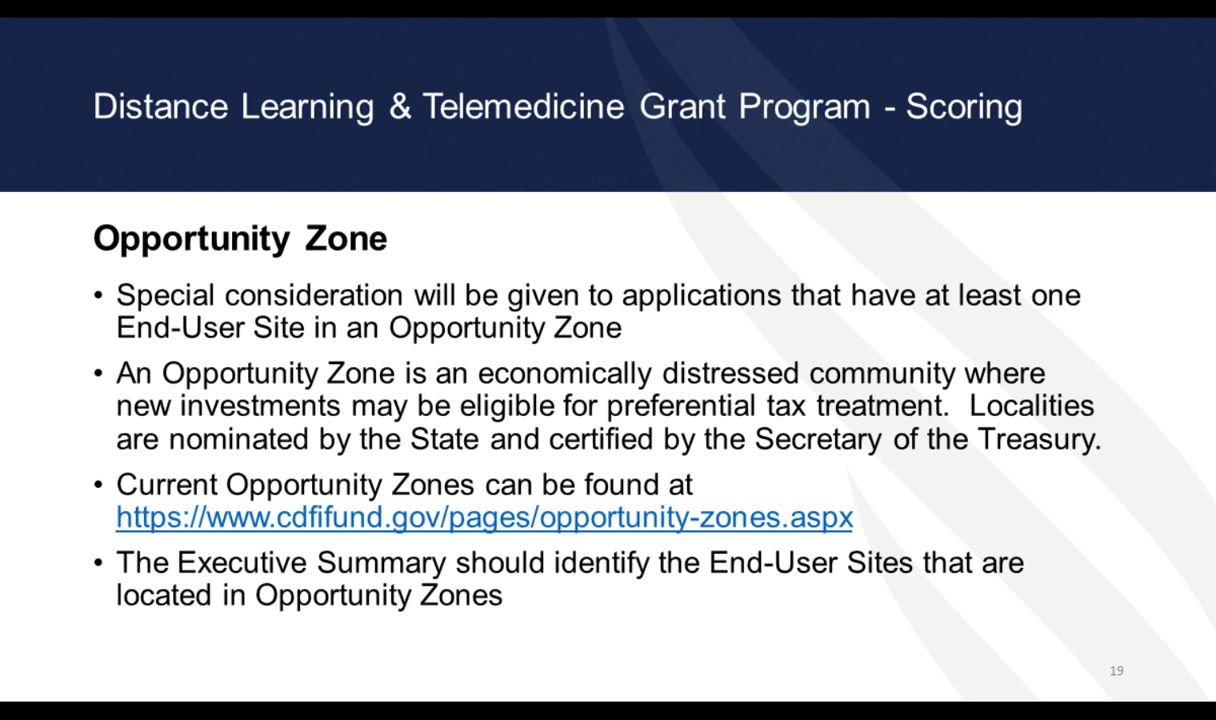 Distance Learning & Telemedicine Grant Program - Scoring
Opportunity Zone
• Special consideration will be given to applications that have at least one
End-User Site in an Opportunity Zone
• An Opportunity Zone is an economically distressed community where
new investments may be eligible for preferential tax treatment.  Localities
are nominated by the State and certified by the Secretary of the Treasury.
• Current Opportunity Zones can be found at
https://www.cdfifund.gov/pages/opportunity-zones.aspx
• The Executive Summary should identify the End-User Sites that are
located in Opportunity Zones
19